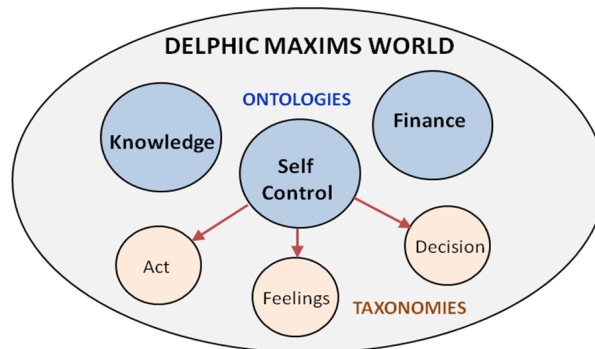 DELPHIC MAXIMS WORLD
ONTOLOGIES
Knowledge
Finance
Self
Control
Act
Feelings
Decision
TAXONOMIES